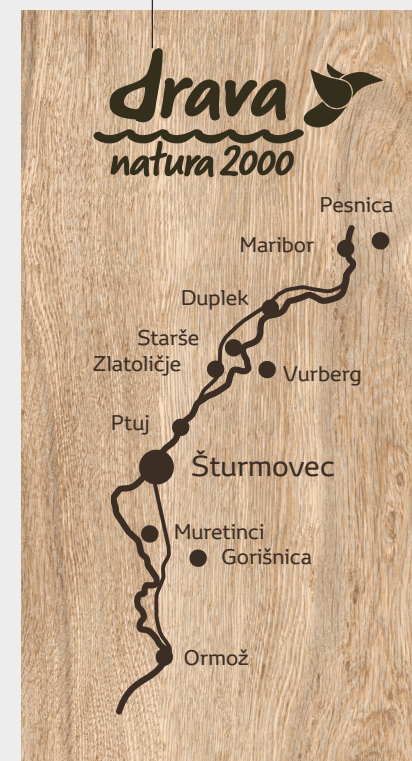 drava
natura 2000
Pesnica
Maribor
Duplek
Starše
Zlatoličje
Vurberg
Ptuj
Šturmovec
Muretinci
Gorišnica
Ormož